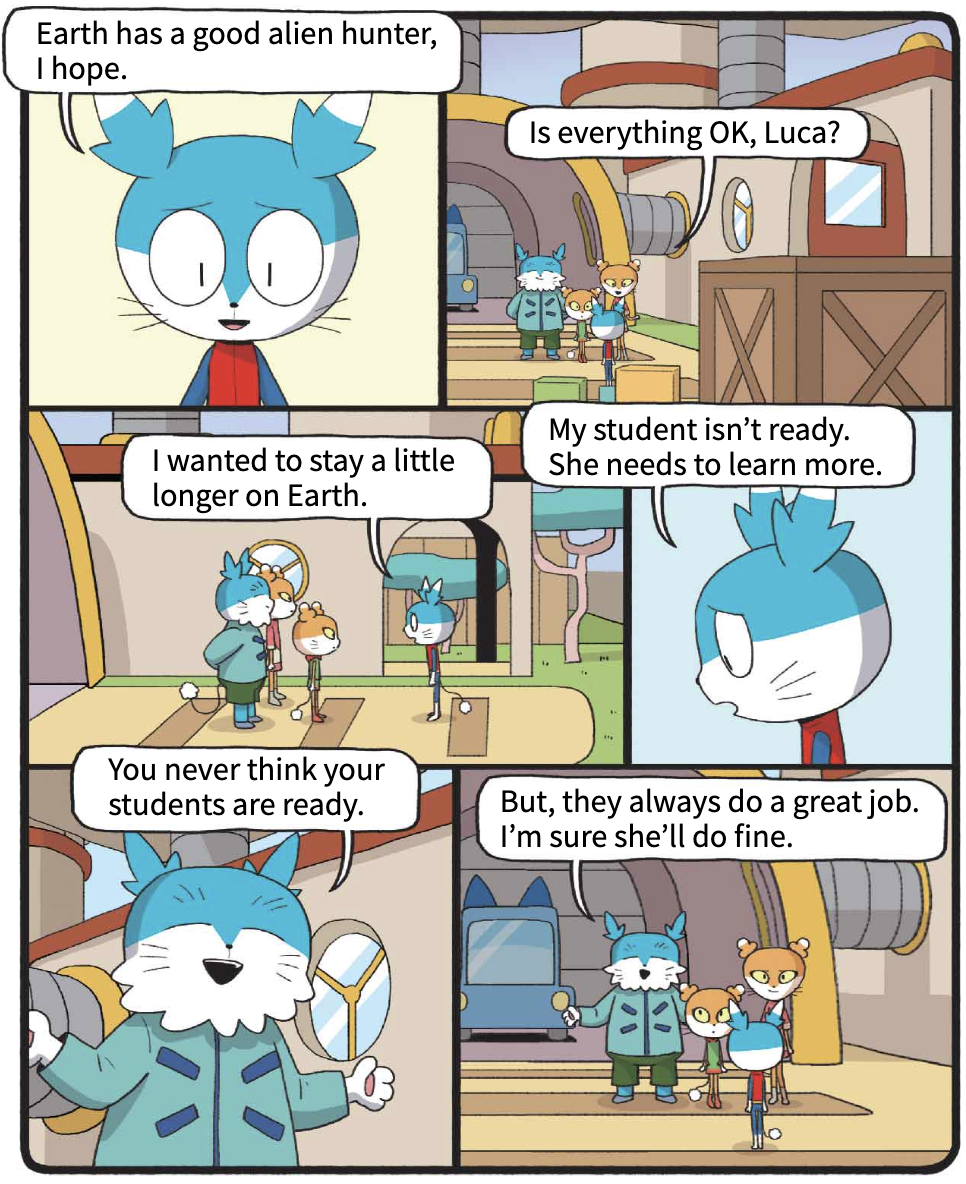 Earth has a good alien hunter,
I hope.
Is everything OK, Luca?
I wanted to stay a little
longer on Earth.
My student isn’t ready.
She needs to learn more.
You never think your
students are ready.
But, they always do a great job.
I’m sure she’ll do fine.